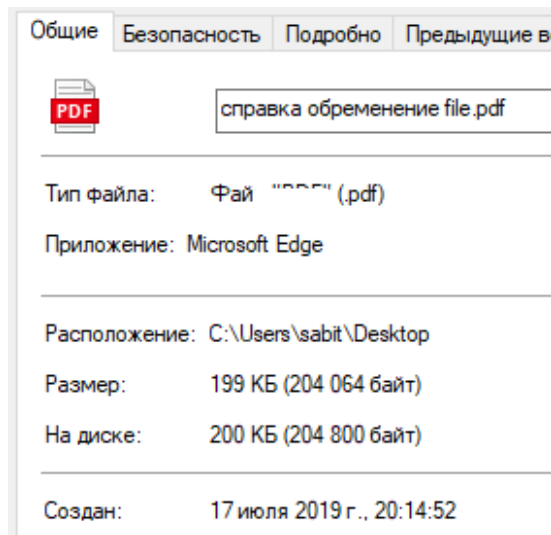 Общие Безопасность Подробно Предыдущие в
PDF
справка обременение file.pdf
Тип файла: (.pdf)
Приложение: Microsoft Edge
Расположение: C:\Users\sabit\Desktop
Размер: 199 КБ (204 064 байт)
На диске: 200 КБ (204 800 байт)
Создан: 17 июля 2019 г., 20:14:52